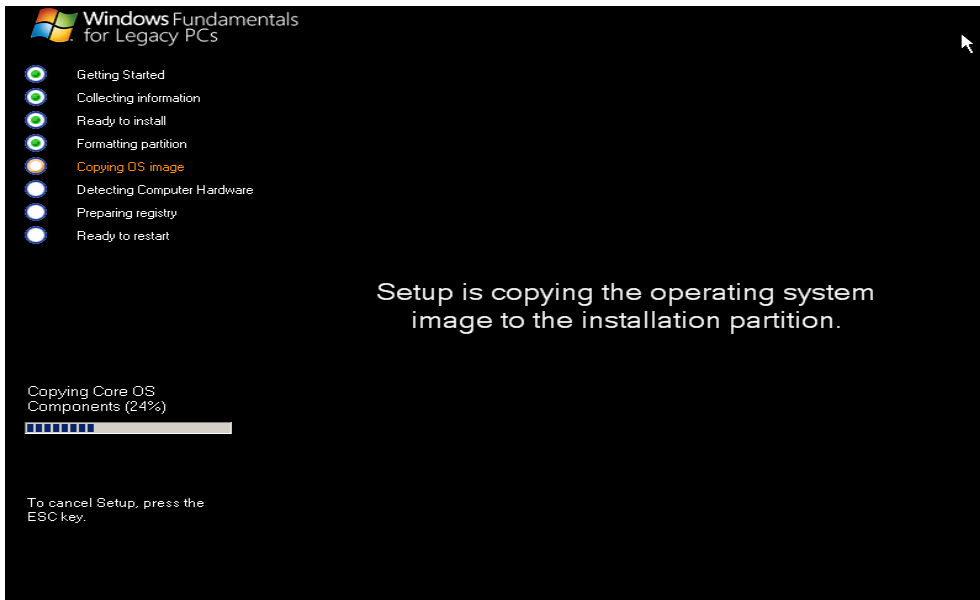 Windows Fundamentals
for Legacy PCs
Getting Started
Collecting information
Ready to install
Formatting partition
Copying OS image
Detecting Computer Hardware
Preparing registry
Ready to restart
Setup is copying the operating system
image to the installation partition.
Copying Core OS
Components (24%)
To cancel Setup, press the
ESC key.